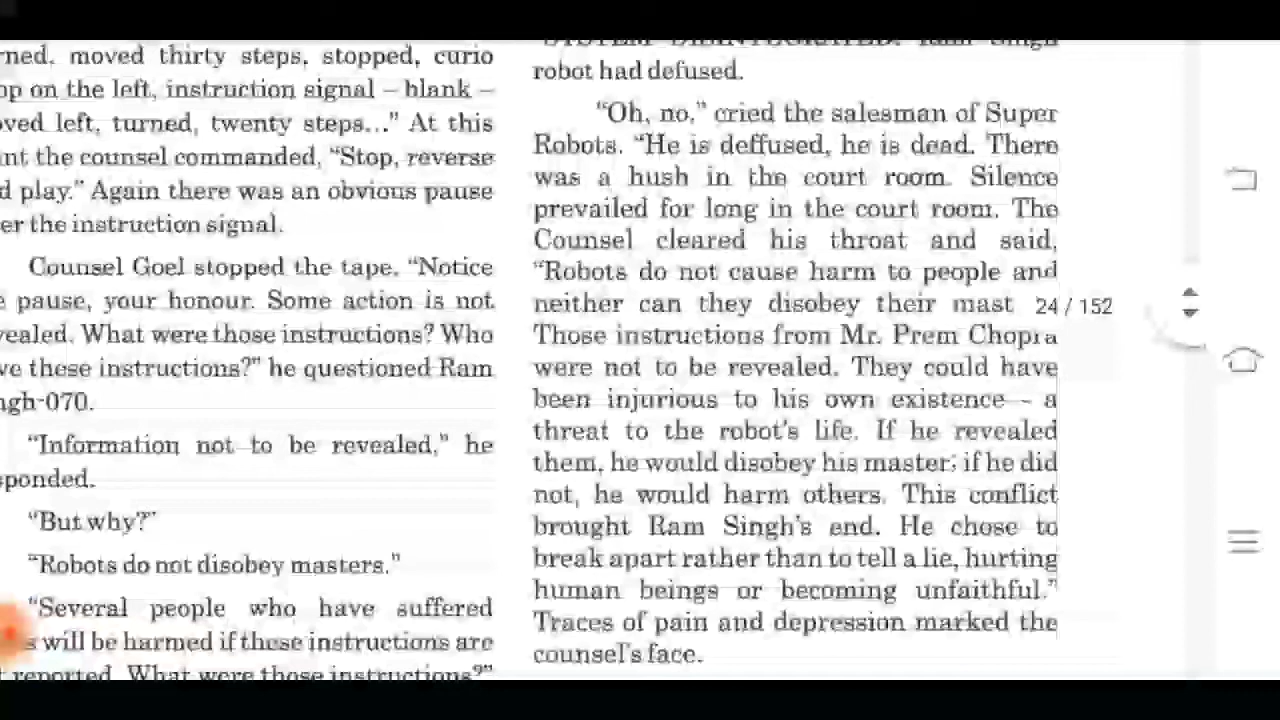 rned, moved thirty steps, stopped, curio
op on the left, instruction signal – blank –
oved left, turned, twenty steps..." At this
int the counsel commanded, "Stop, reverse
d play." Again there was an obvious pause
er the instruction signal.
Counsel Goel stopped the tape. "Notice
e pause, your honour. Some action is not
vealed. What were those instructions? Who
ve these instructions?" he questioned Ram
ngh-070.
"Information not to be revealed," he
sponded.
"But why?"
"Robots do not disobey masters."
"Several people who have suffered
s will be harmed if these instructions are
t reported. What were those instructions?"
robot had defused.
"Oh, no," cried the salesman of Super
Robots. "He is deffused, he is dead. There
was a hush in the court room. Silence
prevailed for long in the court room. The
Counsel cleared his throat and said,
"Robots do not cause harm to people and
neither can they disobey their mast
Those instructions from Mr. Prem Chopra
were not to be revealed. They could have
been injurious to his own existence – a
threat to the robot's life. If he revealed
them, he would disobey his master; if he did
not, he would harm others. This conflict
brought Ram Singh's end. He chose to
break apart rather than to tell a lie, hurting
human beings or becoming unfaithful."
Traces of pain and depression marked the
counsel's face.
24 / 152